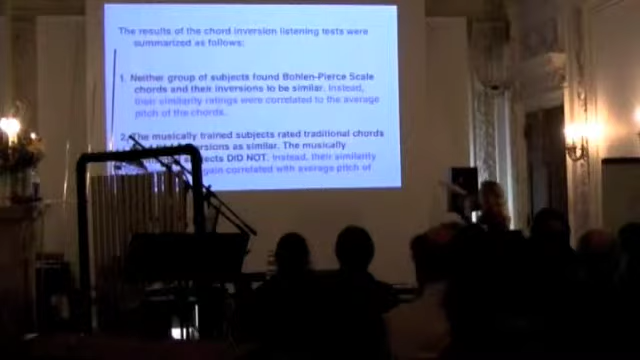 The results of the chord inversion listening tests were
summarized as follows:
1. Neither group of subjects found Bohlen-Pierce Scale
chords and their inversions to be similar. Instead,
their similarity ratings were correlated to the average
pitch of the chords.
2. The musically trained subjects rated traditional chords
as similar. The musically
DID NOT. Instead, their similarity
correlated with average pitch of